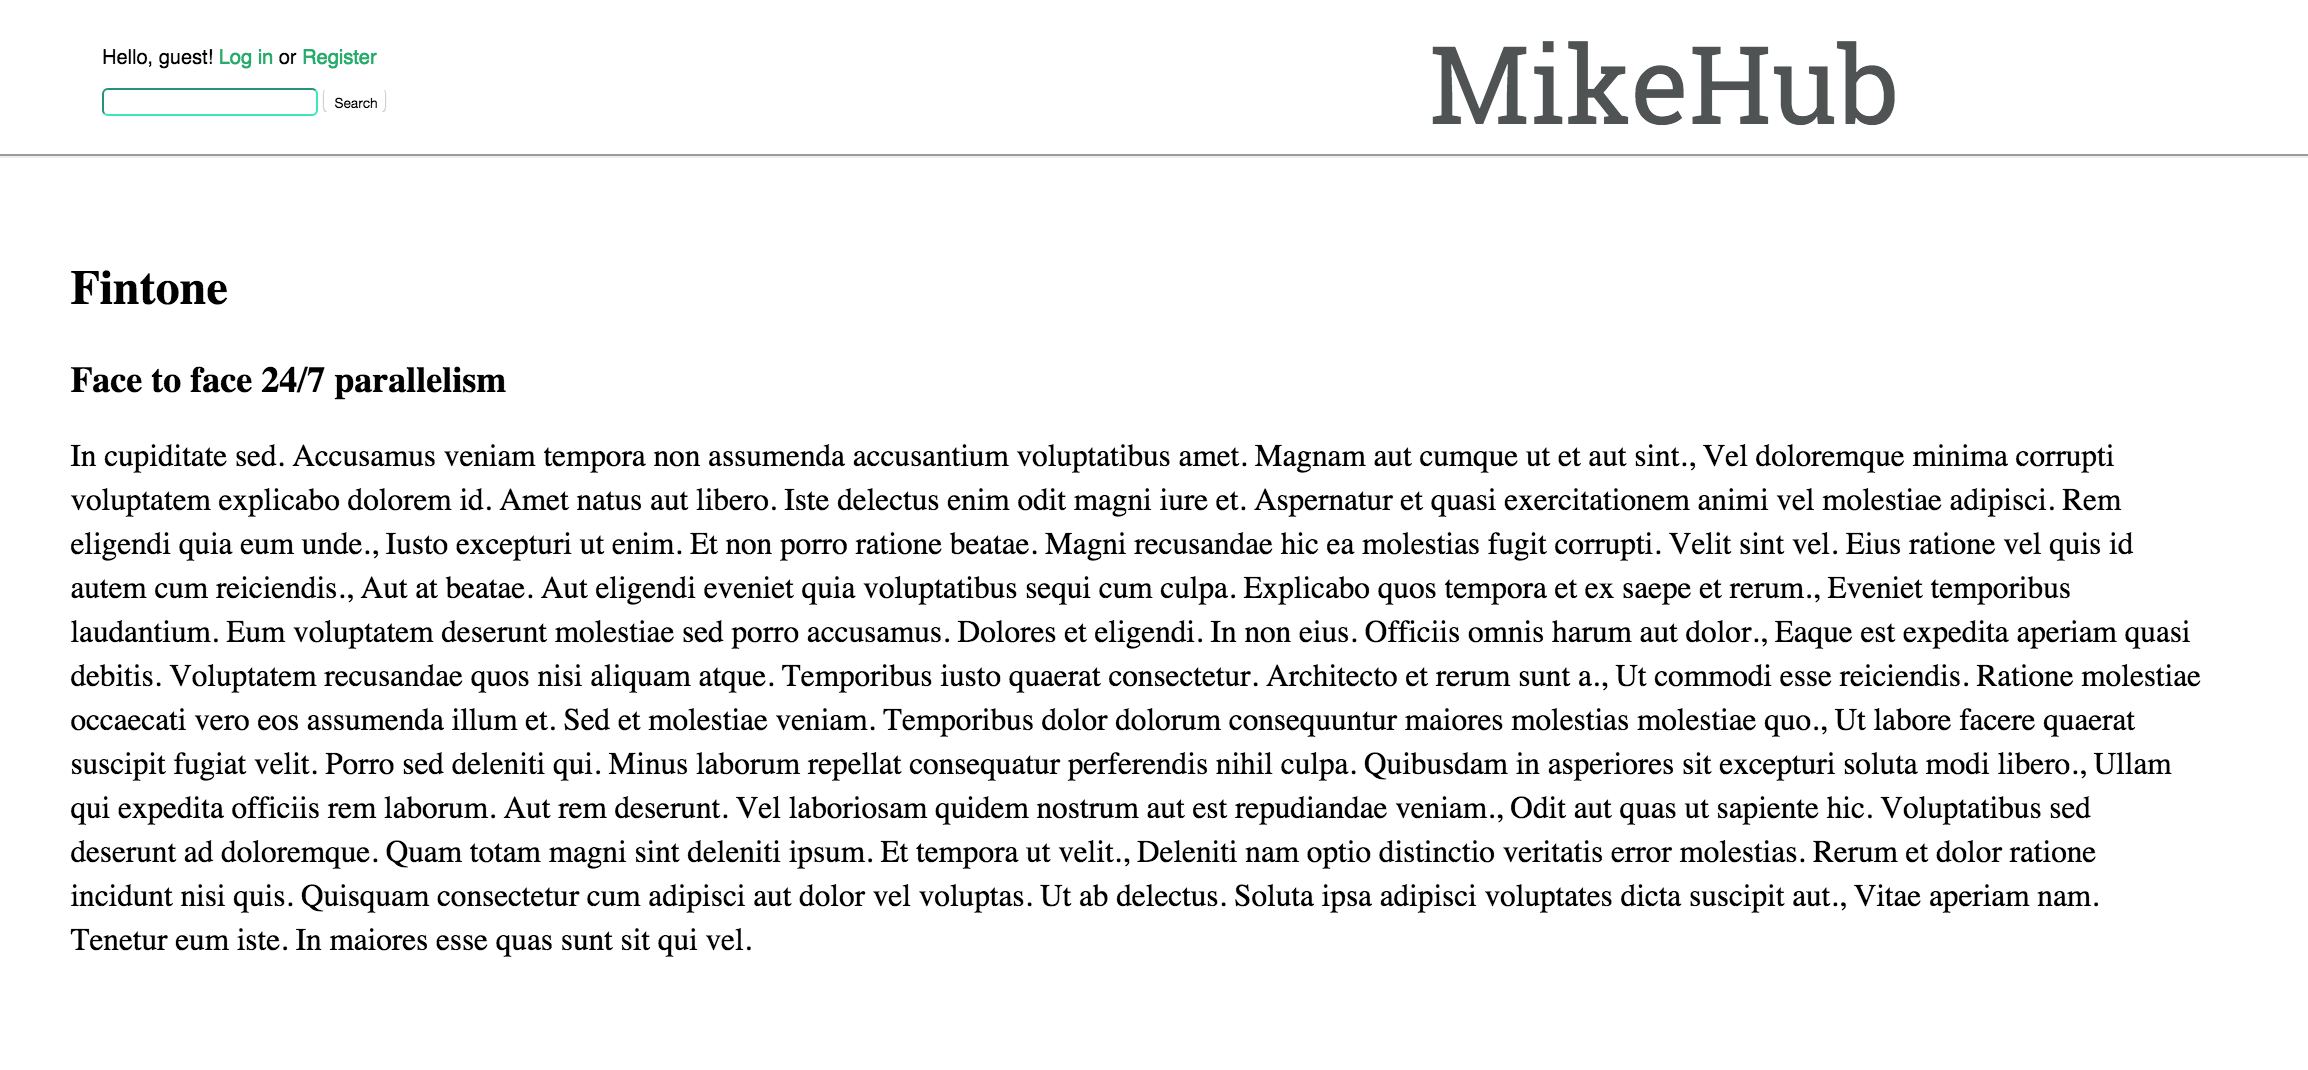 Hello, guest! Log in or Register
Search
MikeHub
Fintone
Face to face 24/7 parallelism
In cupiditate sed. Accusamus veniam tempora non assumenda accusantium voluptatibus amet. Magnam aut cumque ut et aut sint., Vel doloremque minima corrupti
voluptatem explicabo dolorem id. Amet natus aut libero. Iste delectus enim odit magni iure et. Aspernatur et quasi exercitationem animi vel molestiae adipisci. Rem
eligendi quia eum unde., Iusto excepturi ut enim. Et non porro ratione beatae. Magni recusandae hic ea molestias fugit corrupti. Velit sint vel. Eius ratione vel quis id
autem cum reiciendis., Aut at beatae. Aut eligendi eveniet quia voluptatibus sequi cum culpa. Explicabo quos tempora et ex saepe et rerum., Eveniet temporibus
laudantium. Eum voluptatem deserunt molestiae sed porro accusamus. Dolores et eligendi. In non eius. Officiis omnis harum aut dolor., Eaque est expedita aperiam quasi
debitis. Voluptatem recusandae quos nisi aliquam atque. Temporibus iusto quaerat consectetur. Architecto et rerum sunt a., Ut commodi esse reiciendis. Ratione molestiae
occaecati vero eos assumenda illum et. Sed et molestiae veniam. Temporibus dolor dolorum consequuntur maiores molestias molestiae quo., Ut labore facere quaerat
suscipit fugiat velit. Porro sed deleniti qui. Minus laborum repellat consequatur perferendis nihil culpa. Quibusdam in asperiores sit excepturi soluta modi libero., Ullam
qui expedita officiis rem laborum. Aut rem deserunt. Vel laboriosam quidem nostrum aut est repudiandae veniam., Odit aut quas ut sapiente hic. Voluptatibus sed
deserunt ad doloremque. Quam totam magni sint deleniti ipsum. Et tempora ut velit., Deleniti nam optio distinctio veritatis error molestias. Rerum et dolor ratione
incidunt nisi quis. Quisquam consectetur cum adipisci aut dolor vel voluptas. Ut ab delectus. Soluta ipsa adipisci voluptates dicta suscipit aut., Vitae aperiam nam.
Tenetur eum iste. In maiores esse quas sunt sit qui vel.